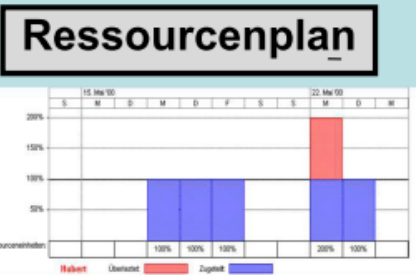 Ressourcenplan
15. Mai '00 22. Mai '00
S M D M D F S S M D M
200%
150%
100%
50%
ourceneinheiten: 100% 100% 100% 200% 100%
Hubert Überlastet: Zugeteilt: